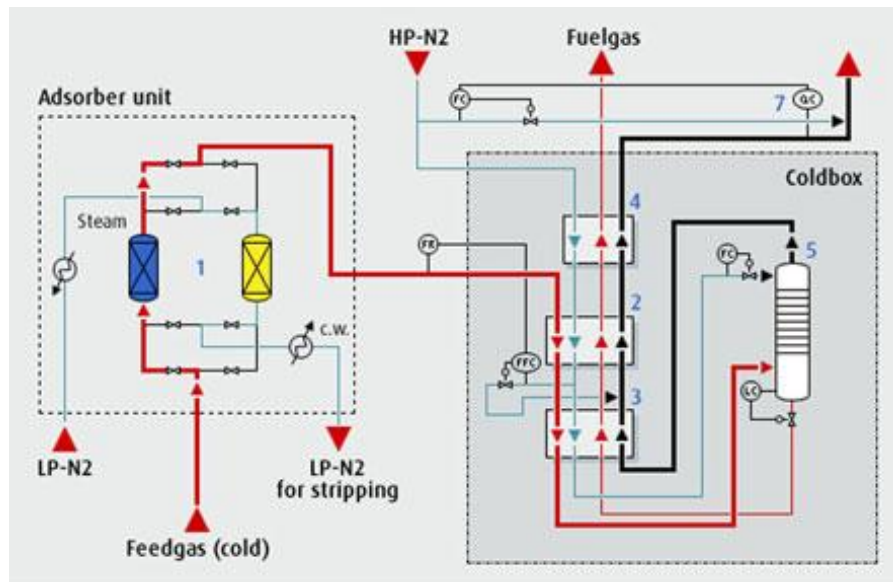 HP-N2
Fuelgas
Adsorber unit
FC
7
QC
Coldbox
4
Steam
FR
5
FC
1
2
c.w.
FFC
3
LC
LP-N2
LP-N2
for stripping
Feedgas (cold)